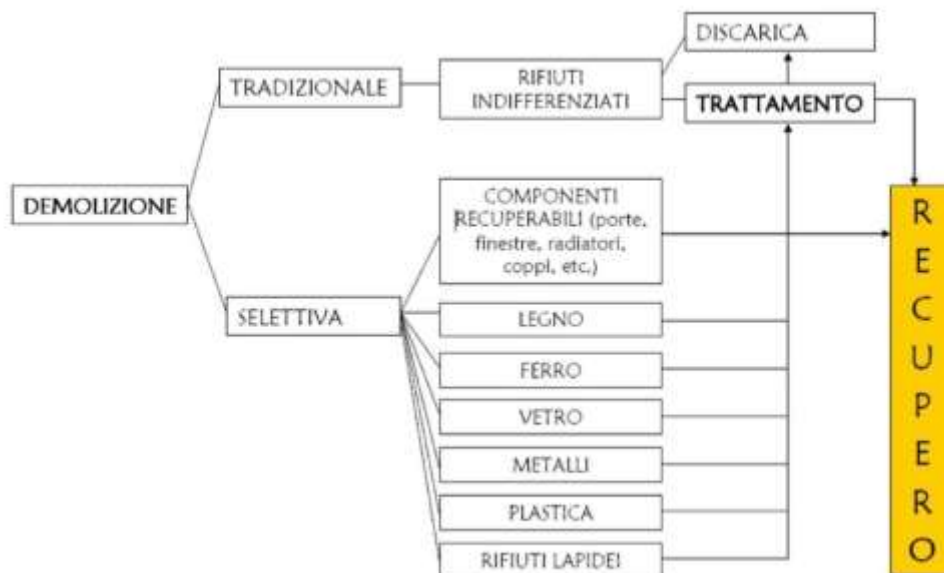 DISCARICA
TRADIZIONALE
RIFIUTI
INDIFFERENZIATI
TRATTAMENTO
DEMOLIZIONE
COMPONENTI
RECUPERABILI (porte,
finestre, radiatori,
coppi, etc.)
SELETTIVA
LEGNO
FERRO
VETRO
METALLI
PLASTICA
RIFIUTI LAPIDEI
R
E
C
U
P
E
R
O